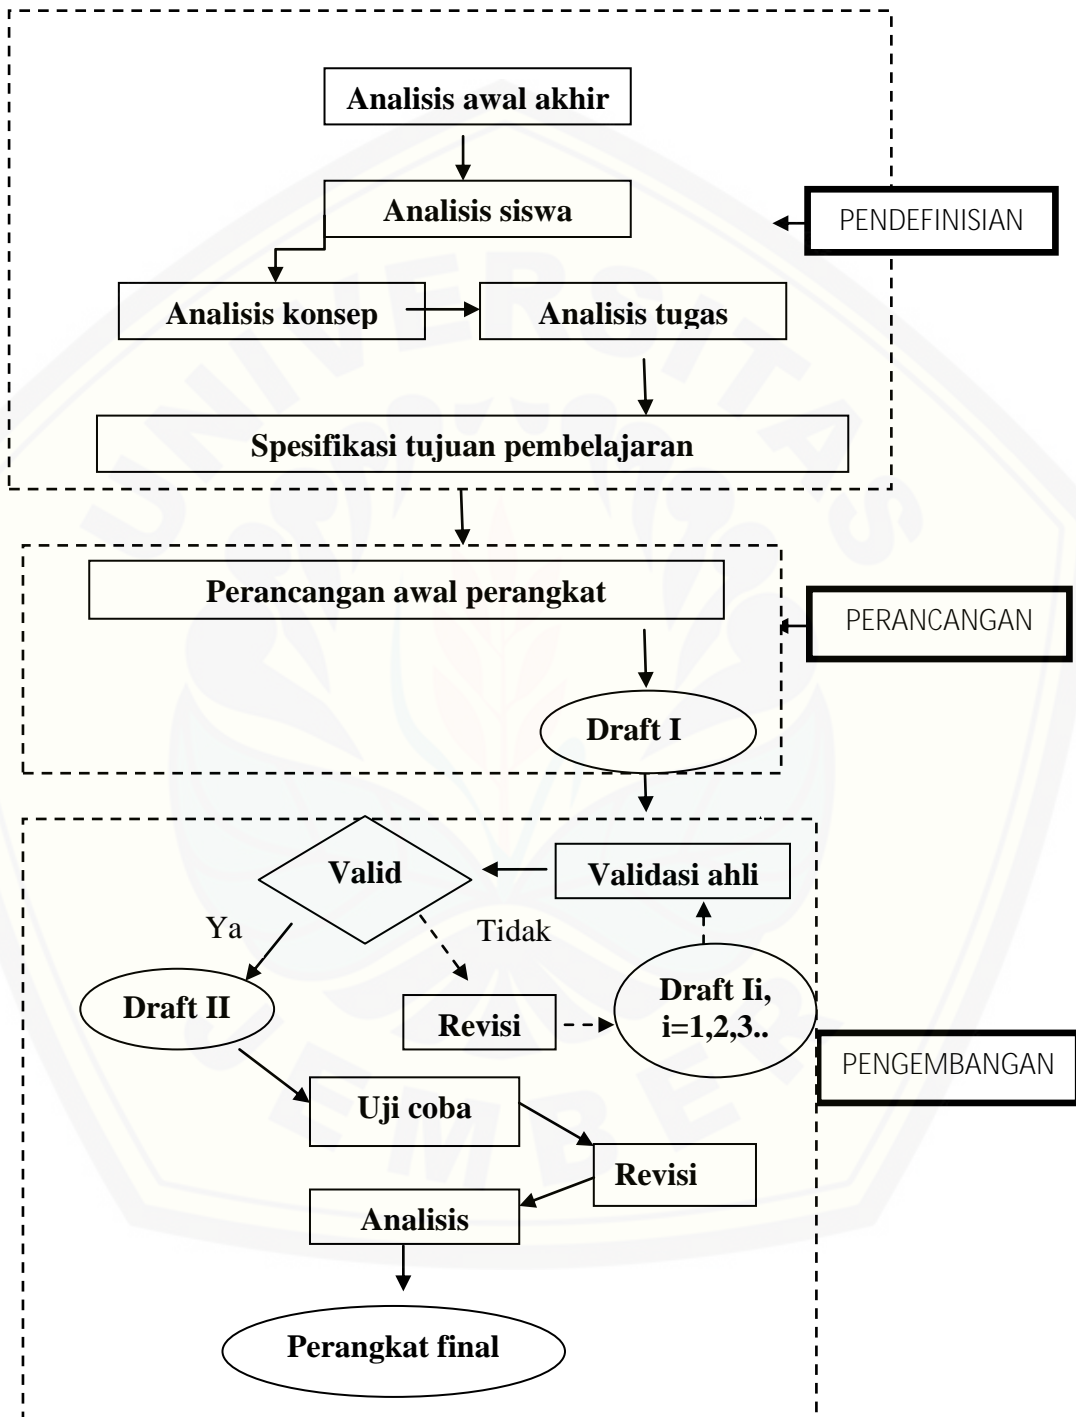 Analisis awal akhir
Analisis siswa
PENDEFINISIAN
Analisis konsep
Analisis tugas
Spesifikasi tujuan pembelajaran
Perancangan awal perangkat
PERANCANGAN
Draft I
Valid
Validasi ahli
Ya
Tidak
Draft II
Revisi
Draft Ii,
i=1,2,3..
PENGEMBANGAN
Uji coba
Revisi
Analisis
Perangkat final
UNIVERSITAS
JEMBER